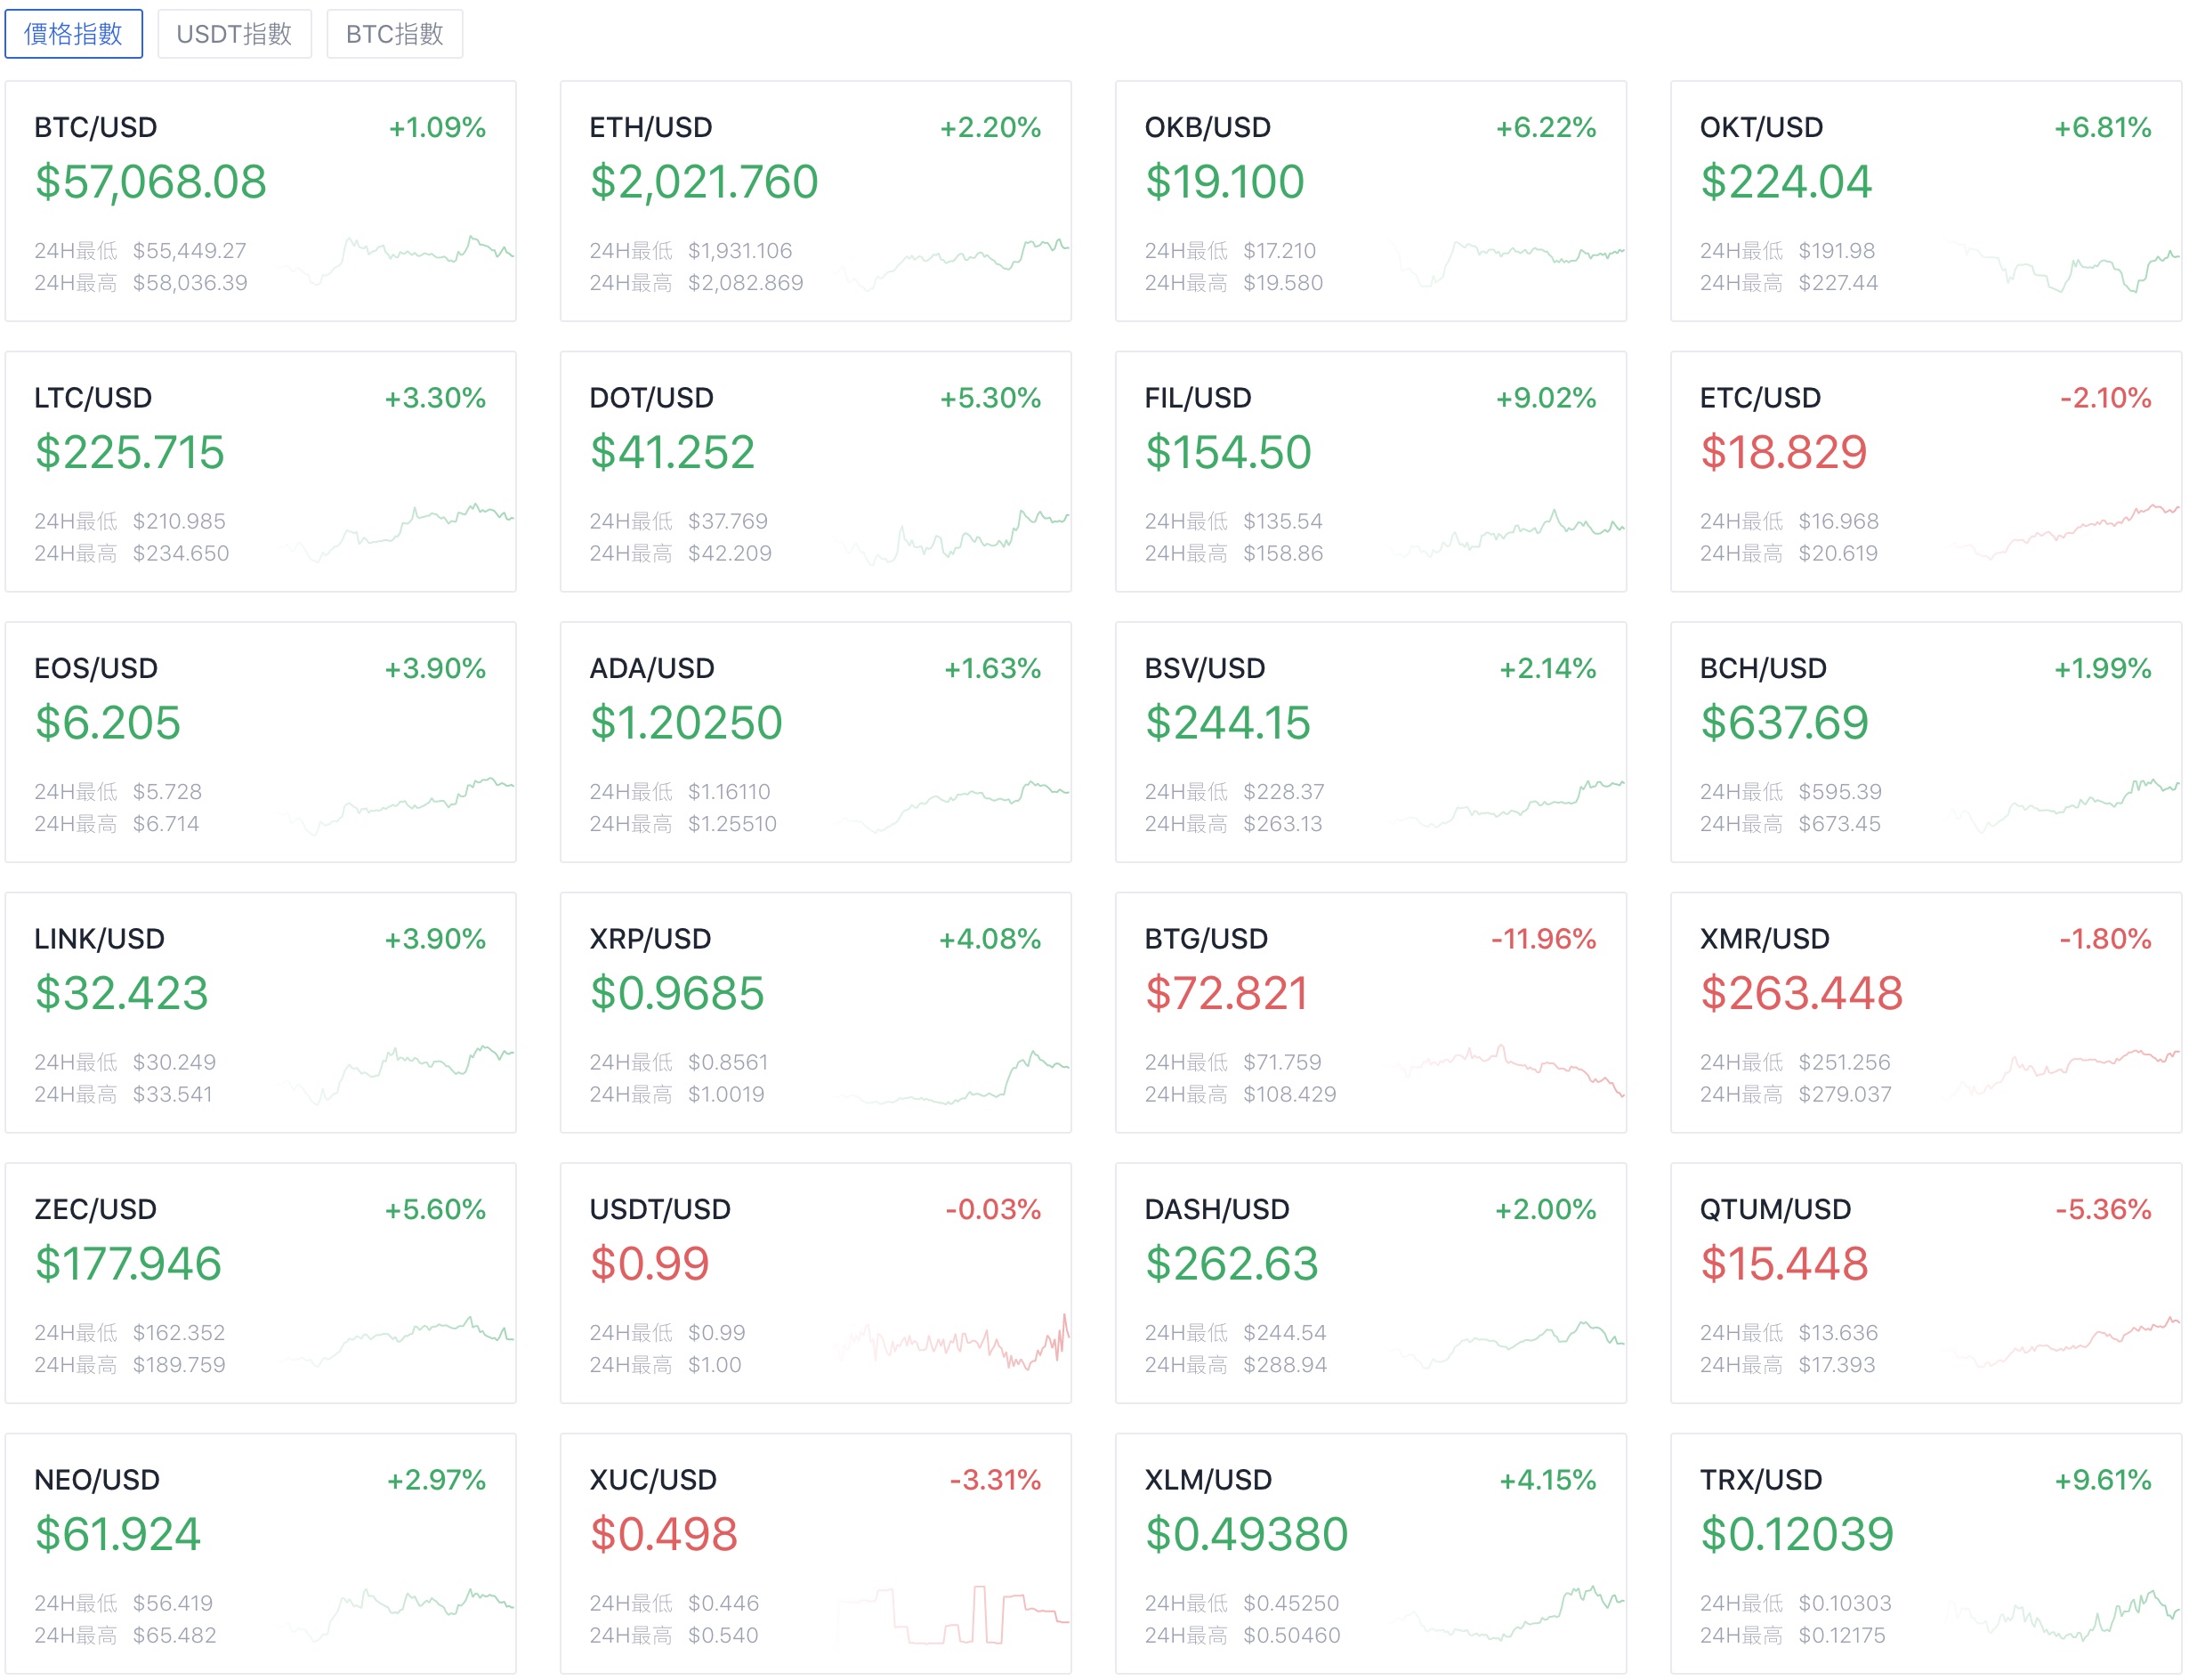 價格指數 USDT指數 BTC指數
BTC/USD +1.09%
$57,068.08
24H最低 $55,449.27
24H最高 $58,036.39
ETH/USD +2.20%
$2,021.760
24H最低 $1,931.106
24H最高 $2,082.869
OKB/USD +6.22%
$19.100
24H最低 $17.210
24H最高 $19.580
OKT/USD +6.81%
$224.04
24H最低 $191.98
24H最高 $227.44
LTC/USD +3.30%
$225.715
24H最低 $210.985
24H最高 $234.650
DOT/USD +5.30%
$41.252
24H最低 $37.769
24H最高 $42.209
FIL/USD +9.02%
$154.50
24H最低 $135.54
24H最高 $158.86
ETC/USD -2.10%
$18.829
24H最低 $16.968
24H最高 $20.619
EOS/USD +3.90%
$6.205
24H最低 $5.728
24H最高 $6.714
ADA/USD +1.63%
$1.20250
24H最低 $1.16110
24H最高 $1.25510
BSV/USD +2.14%
$244.15
24H最低 $228.37
24H最高 $263.13
BCH/USD +1.99%
$637.69
24H最低 $595.39
24H最高 $673.45
LINK/USD +3.90%
$32.423
24H最低 $30.249
24H最高 $33.541
XRP/USD +4.08%
$0.9685
24H最低 $0.8561
24H最高 $1.0019
BTG/USD -11.96%
$72.821
24H最低 $71.759
24H最高 $108.429
XMR/USD -1.80%
$263.448
24H最低 $251.256
24H最高 $279.037
ZEC/USD +5.60%
$177.946
24H最低 $162.352
24H最高 $189.759
USDT/USD -0.03%
$0.99
24H最低 $0.99
24H最高 $1.00
DASH/USD +2.00%
$262.63
24H最低 $244.54
24H最高 $288.94
QTUM/USD -5.36%
$15.448
24H最低 $13.636
24H最高 $17.393
NEO/USD +2.97%
$61.924
24H最低 $56.419
24H最高 $65.482
XUC/USD -3.31%
$0.498
24H最低 $0.446
24H最高 $0.540
XLM/USD +4.15%
$0.49380
24H最低 $0.45250
24H最高 $0.50460
TRX/USD +9.61%
$0.12039
24H最低 $0.10303
24H最高 $0.12175